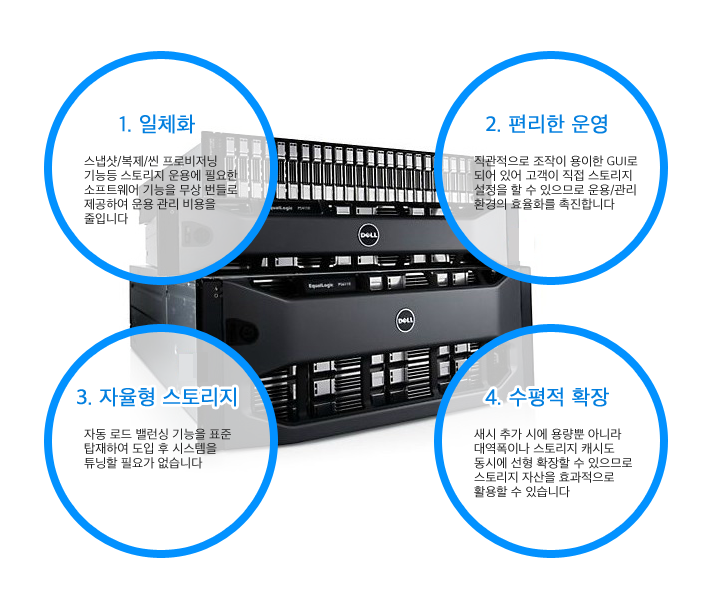 1. 일체화
스냅샷/복제/씬 프로비저닝
기능등 스토리지 운용에 필요한
소프트웨어 기능을 무상 번들로
제공하여 운용 관리 비용을
줄입니다
2. 편리한 운영
직관적으로 조작이 용이한 GUI로
되어 있어 고객이 직접 스토리지
설정을 할 수 있으므로 운용/관리
환경의 효율화를 촉진합니다
EqualLogic
DELL
EqualLogic
DELL
3. 자율형 스토리지
자동 로드 밸런싱 기능을 표준
탑재하여 도입 후 시스템을
튜닝할 필요가 없습니다
4. 수평적 확장
새시 추가 시에 용량뿐 아니라
대역폭이나 스토리지 캐시도
동시에 선형 확장할 수 있으므로
스토리지 자산을 효과적으로
활용할 수 있습니다